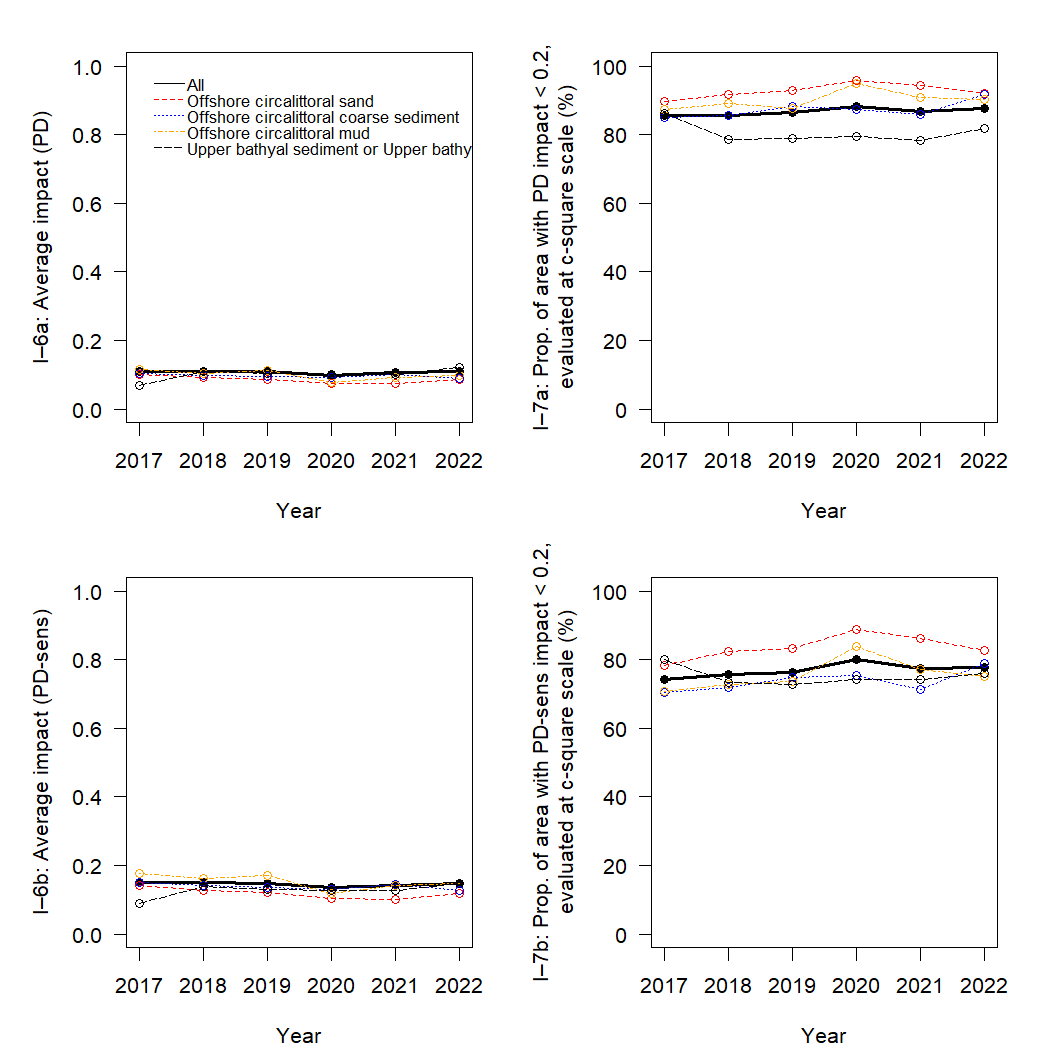 I−6a: Average impact (PD)
1.0
0.8
0.6
0.4
0.2
0.0
All
Offshore circalittoral sand
Offshore circalittoral coarse sediment
Offshore circalittoral mud
Upper bathyal sediment or Upper bathy
2017 2018 2019 2020 2021 2022
Year
I−7a: Prop. of area with PD impact < 0.2,
evaluated at c-square scale (%)
100
80
60
40
20
0
2017 2018 2019 2020 2021 2022
Year
I−6b: Average impact (PD-sens)
1.0
0.8
0.6
0.4
0.2
0.0
2017 2018 2019 2020 2021 2022
Year
I−7b: Prop. of area with PD-sens impact < 0.2,
evaluated at c-square scale (%)
100
80
60
40
20
0
2017 2018 2019 2020 2021 2022
Year